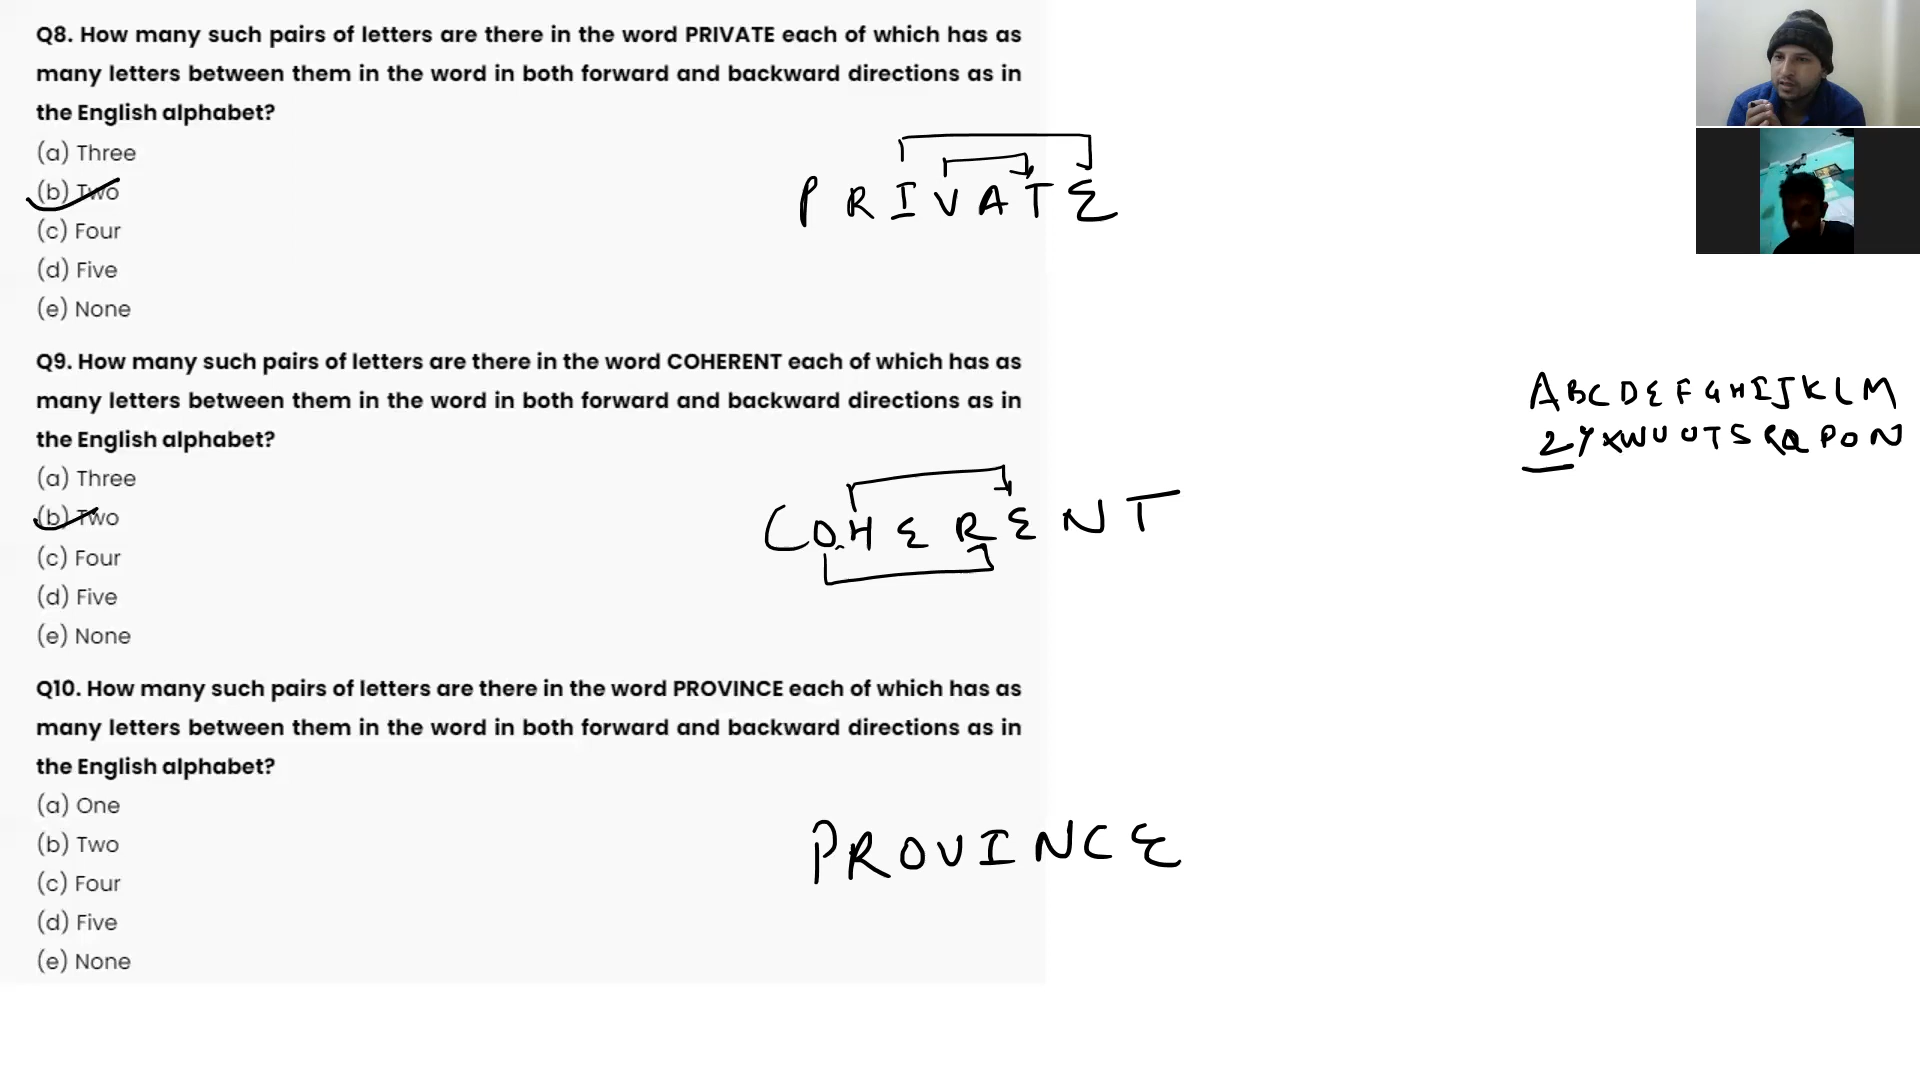 Q8. How many such pairs of letters are there in the word PRIVATE each of which has as
many letters between them in the word in both forward and backward directions as in
the English alphabet?
(a) Three
(b) Two
(c) Four
(d) Five
(e) None
PRIVATE
Q9. How many such pairs of letters are there in the word COHERENT each of which has as
many letters between them in the word in both forward and backward directions as in
the English alphabet?
(a) Three
(b) Two
(c) Four
(d) Five
(e) None
COHERENT
ABCDEFGHIJKLM
ZYXWVUTSRQPON
Q10. How many such pairs of letters are there in the word PROVINCE each of which has as
many letters between them in the word in both forward and backward directions as in
the English alphabet?
(a) One
(b) Two
(c) Four
(d) Five
(e) None
PROVINCE